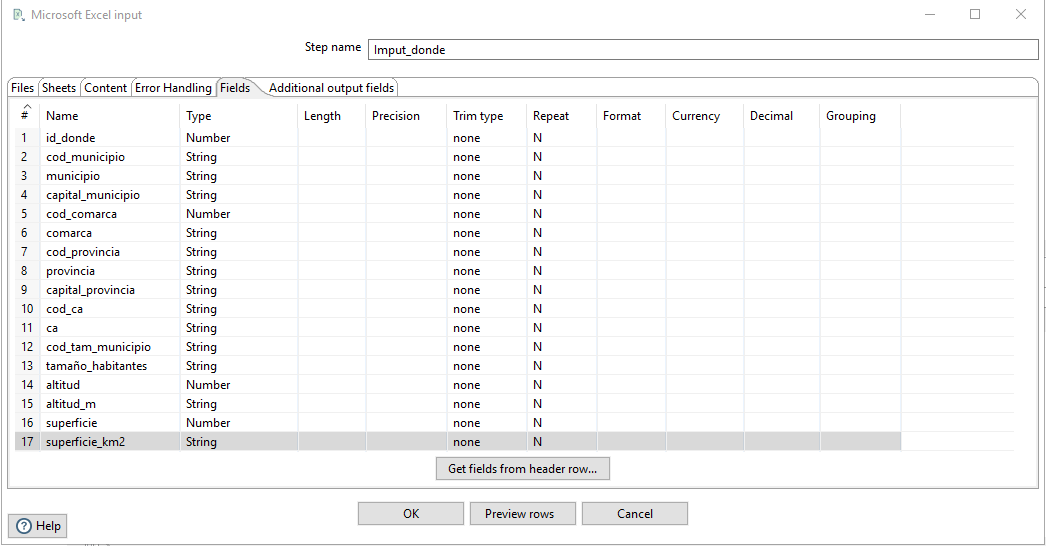 Microsoft Excel input
Step name Imput_donde
Files Sheets Content Error Handling Fields Additional output fields
# Name Type Length Precision Trim type Repeat Format Currency Decimal Grouping
1 id_donde Number none N
2 cod_municipio String none N
3 municipio String none N
4 capital_municipio String none N
5 cod_comarca Number none N
6 comarca String none N
7 cod_provincia String none N
8 provincia String none N
9 capital_provincia String none N
10 cod_ca String none N
11 ca String none N
12 cod_tam_municipio String none N
13 tamaño_habitantes String none N
14 altitud Number none N
15 altitud_m String none N
16 superficie Number none N
17 superficie_km2 String none N
Get fields from header row...
OK Preview rows Cancel
Help